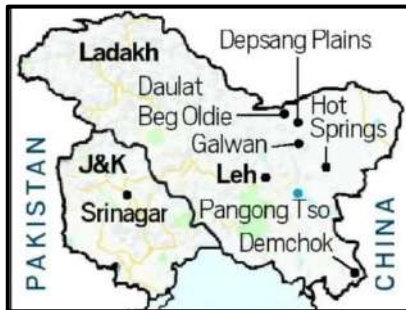 Ladakh
Depsang Plains
Daulat
Beg Oldie
Hot
Springs
Galwan
J&K
Leh
Srinagar
Pangong Tso
Demchok
PAKISTAN
CHINA